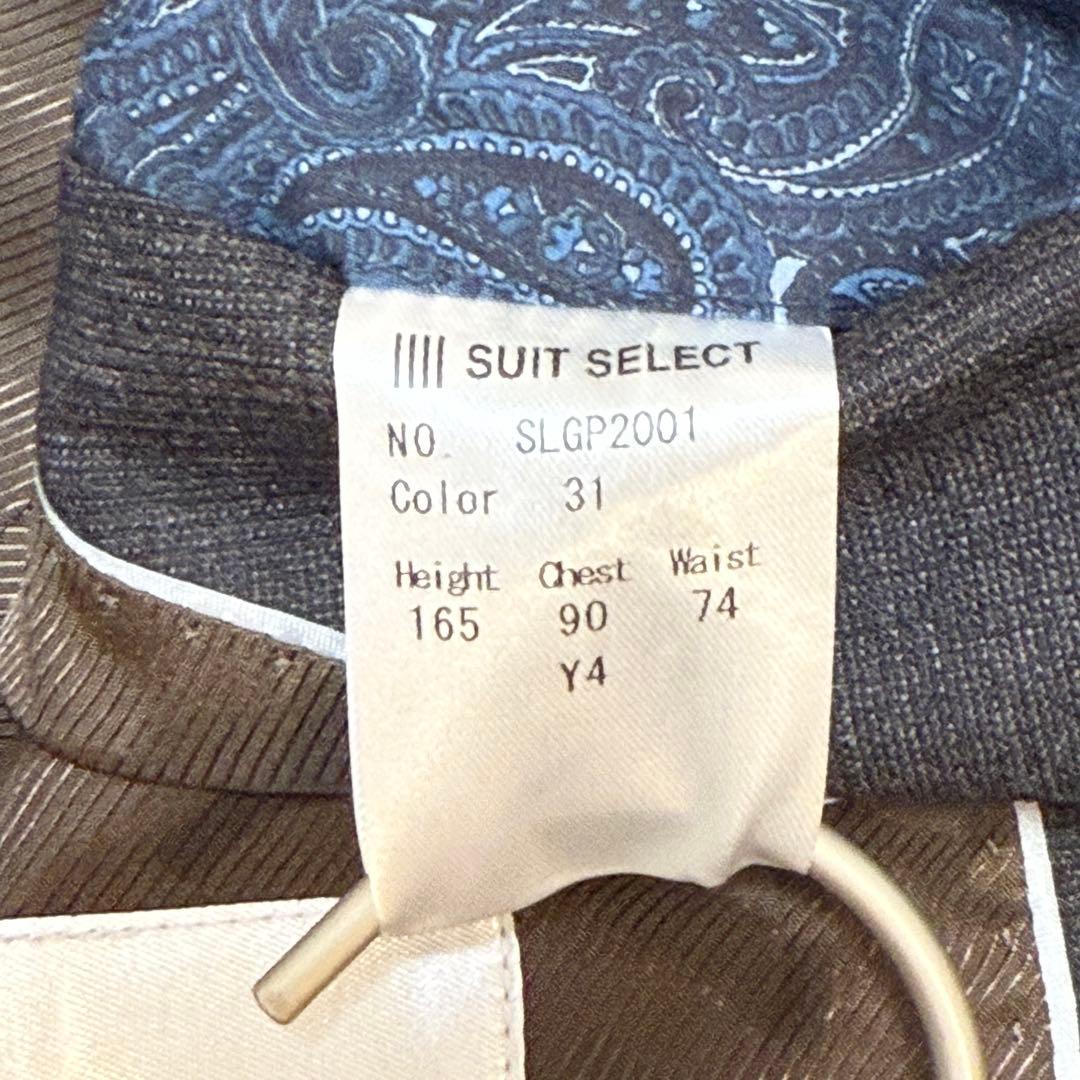 SUIT SELECT
NO. SLGP2001
Color 31
Height Chest Waist
165 90 74
Y4